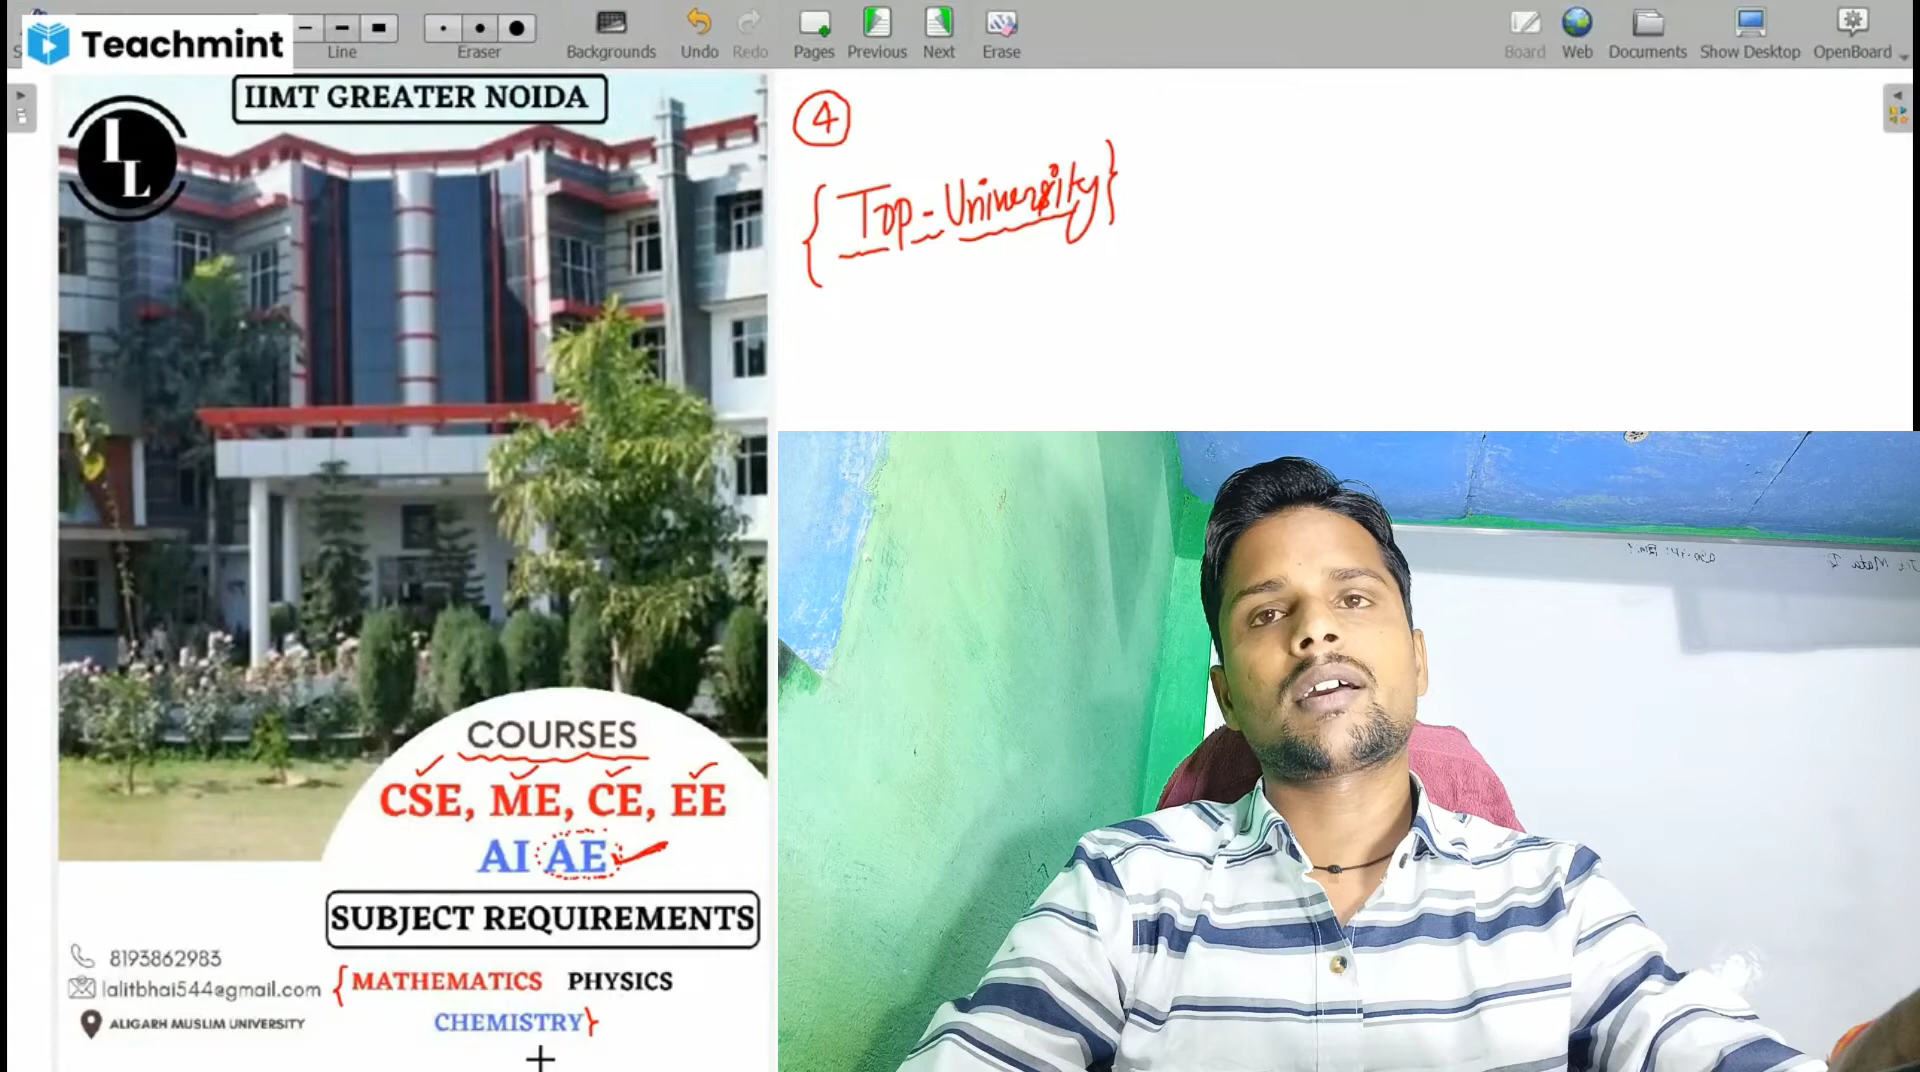 Line
Eraser
Backgrounds
Undo
Redo
Pages
Previous
Next
Erase
Board
Web
Documents
Show Desktop
OpenBoard
Teachmint
IIMT GREATER NOIDA
L
L
4
{ Top - University }
COURSES
CSE, ME, CE, EE
AI AE
SUBJECT REQUIREMENTS
8193862983
lalitbhai544@gmail.com
ALIGARH MUSLIM UNIVERSITY
{ MATHEMATICS PHYSICS
CHEMISTRY }